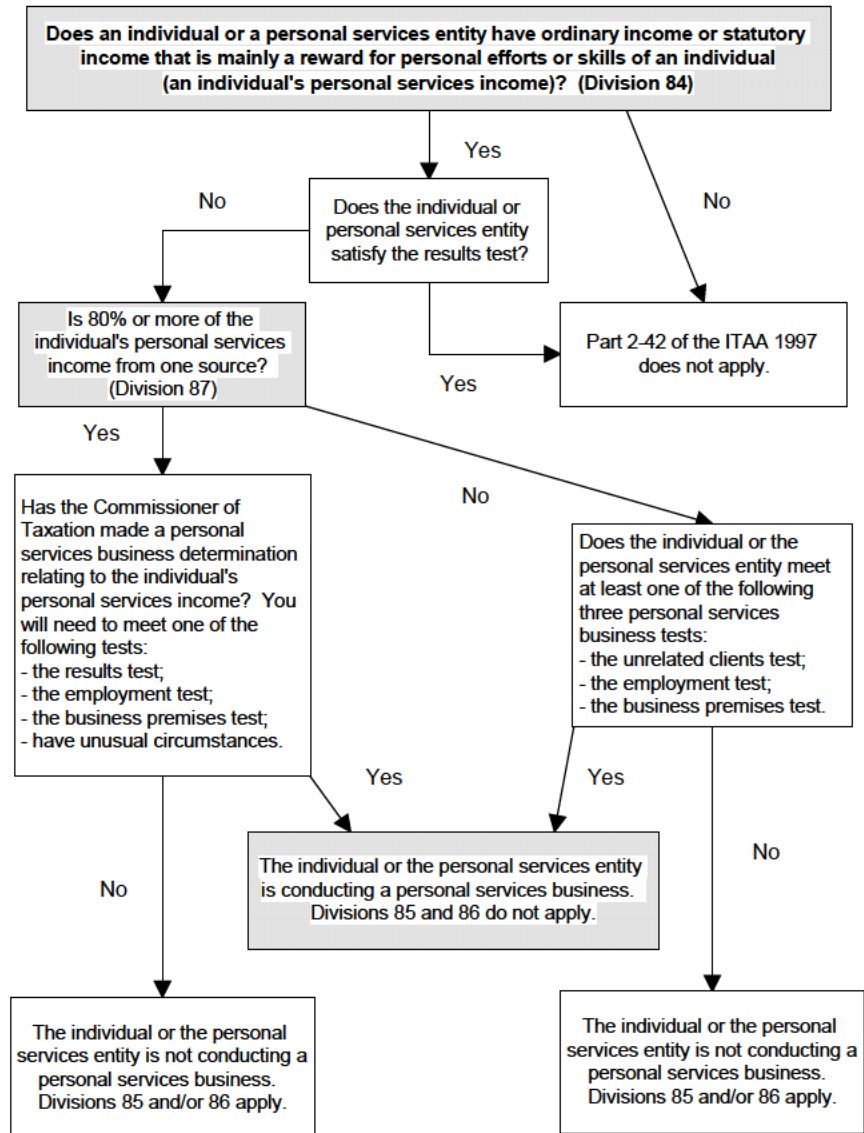 Does an individual or a personal services entity have ordinary income or statutory
income that is mainly a reward for personal efforts or skills of an individual
(an individual's personal services income)? (Division 84)
Yes
No
No
Does the individual or
personal services entity
satisfy the results test?
Is 80% or more of the
individual's personal services
income from one source?
(Division 87)
Yes
Part 2-42 of the ITAA 1997
does not apply.
Yes
No
Has the Commissioner of
Taxation made a personal
services business determination
relating to the individual's
personal services income? You
will need to meet one of the
following tests:
- the results test;
- the employment test;
- the business premises test;
- have unusual circumstances.
Does the individual or the
personal services entity meet
at least one of the following
three personal services
business tests:
- the unrelated clients test;
- the employment test;
- the business premises test.
Yes
Yes
No
No
The individual or the personal services entity
is conducting a personal services business.
Divisions 85 and 86 do not apply.
The individual or the personal
services entity is not conducting a
personal services business.
Divisions 85 and/or 86 apply.
The individual or the personal
services entity is not conducting a
personal services business.
Divisions 85 and/or 86 apply.